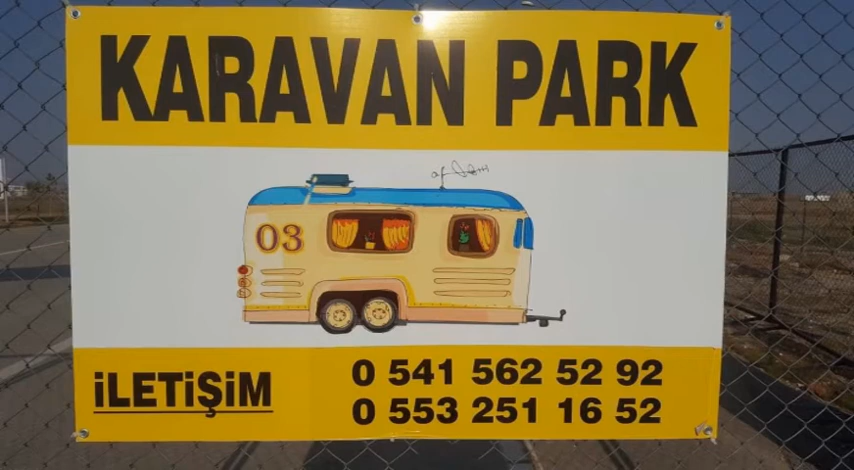 KARAVAN PARK
03
İLETİŞİM
0 541 562 52 92
0 553 251 16 52